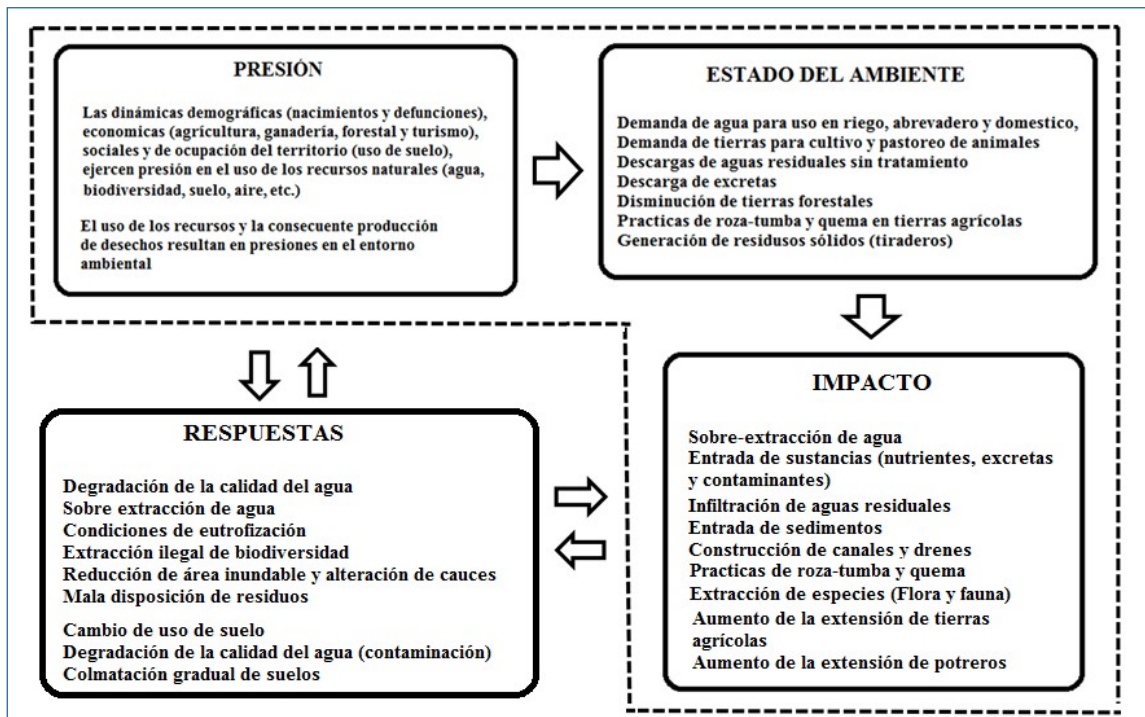 PRESIÓN
Las dinámicas demográficas (nacimientos y defunciones),
economicas (agrícultura, ganadería, forestal y turismo),
sociales y de ocupación del territorio (uso de suelo),
ejercen presión en el uso de los recursos naturales (agua,
biodiversidad, suelo, aire, etc.)
El uso de los recursos y la consecuente producción
de desechos resultan en presiones en el entorno
ambiental
ESTADO DEL AMBIENTE
Demanda de agua para uso en riego, abrevadero y domestico,
Demanda de tierras para cultivo y pastoreo de animales
Descargas de aguas residuales sin tratamiento
Descarga de excretas
Disminución de tierras forestales
Practicas de roza-tumba y quema en tierras agrícolas
Generación de residusos sólidos (tiraderos)
IMPACTO
Sobre-extracción de agua
Entrada de sustancias (nutrientes, excretas
y contaminantes)
Infiltración de aguas residuales
Entrada de sedimentos
Construcción de canales y drenes
Practicas de roza-tumba y quema
Extracción de especies (Flora y fauna)
Aumento de la extensión de tierras
agrícolas
Aumento de la extensión de potreros
RESPUESTAS
Degradación de la calidad del agua
Sobre extracción de agua
Condiciones de eutrofización
Extracción ilegal de biodiversidad
Reducción de área inundable y alteración de cauces
Mala disposición de residuos
Cambio de uso de suelo
Degradación de la calidad del agua (contaminación)
Colmatación gradual de suelos